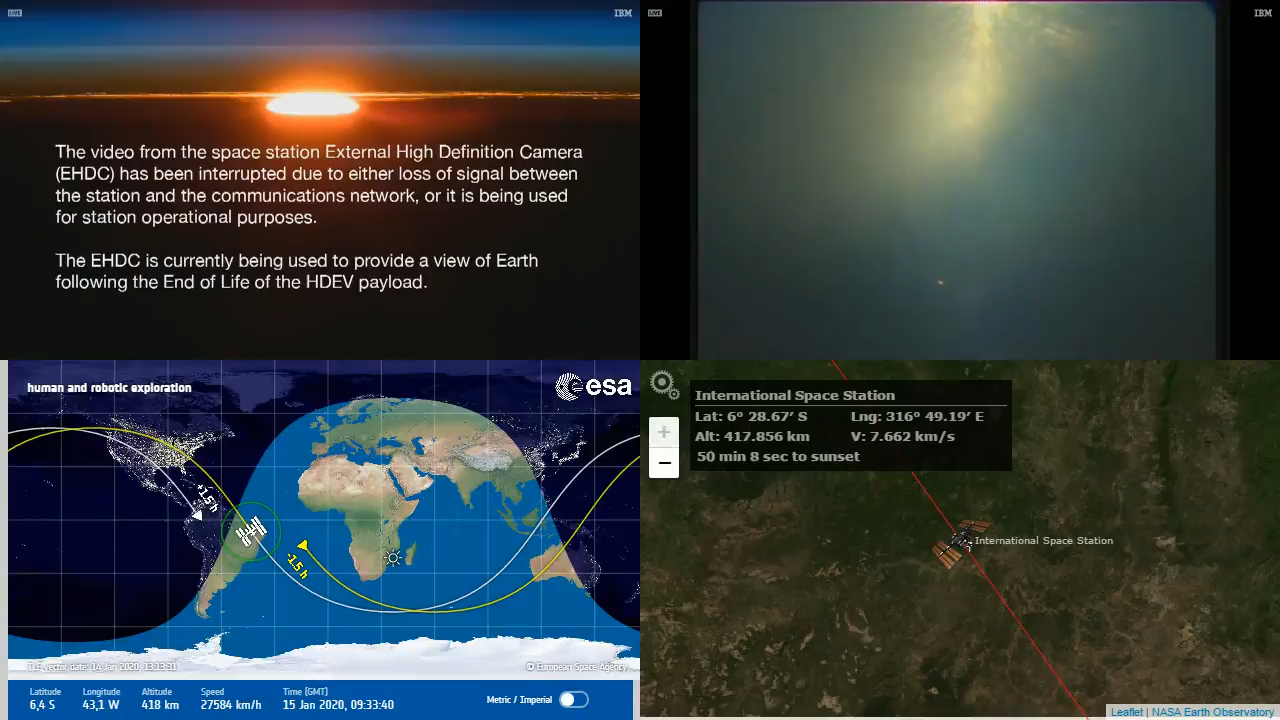 LIVE
IBM
The video from the space station External High Definition Camera
(EHDC) has been interrupted due to either loss of signal between
the station and the communications network, or it is being used
for station operational purposes.
The EHDC is currently being used to provide a view of Earth
following the End of Life of the HDEV payload.
LIVE
IBM
human and robotic exploration
esa
+1.5 h
-1.5 h
TLE vector date: 14 Jan 2020, 13:13:31
© European Space Agency
Latitude
6,4 S
Longitude
43,1 W
Altitude
418 km
Speed
27584 km/h
Time (GMT)
15 Jan 2020, 09:33:40
Metric / Imperial
+
−
International Space Station
Lat: 6° 28.67′ S Lng: 316° 49.19′ E
Alt: 417.856 km V: 7.662 km/s
50 min 8 sec to sunset
International Space Station
Leaflet | NASA Earth Observatory